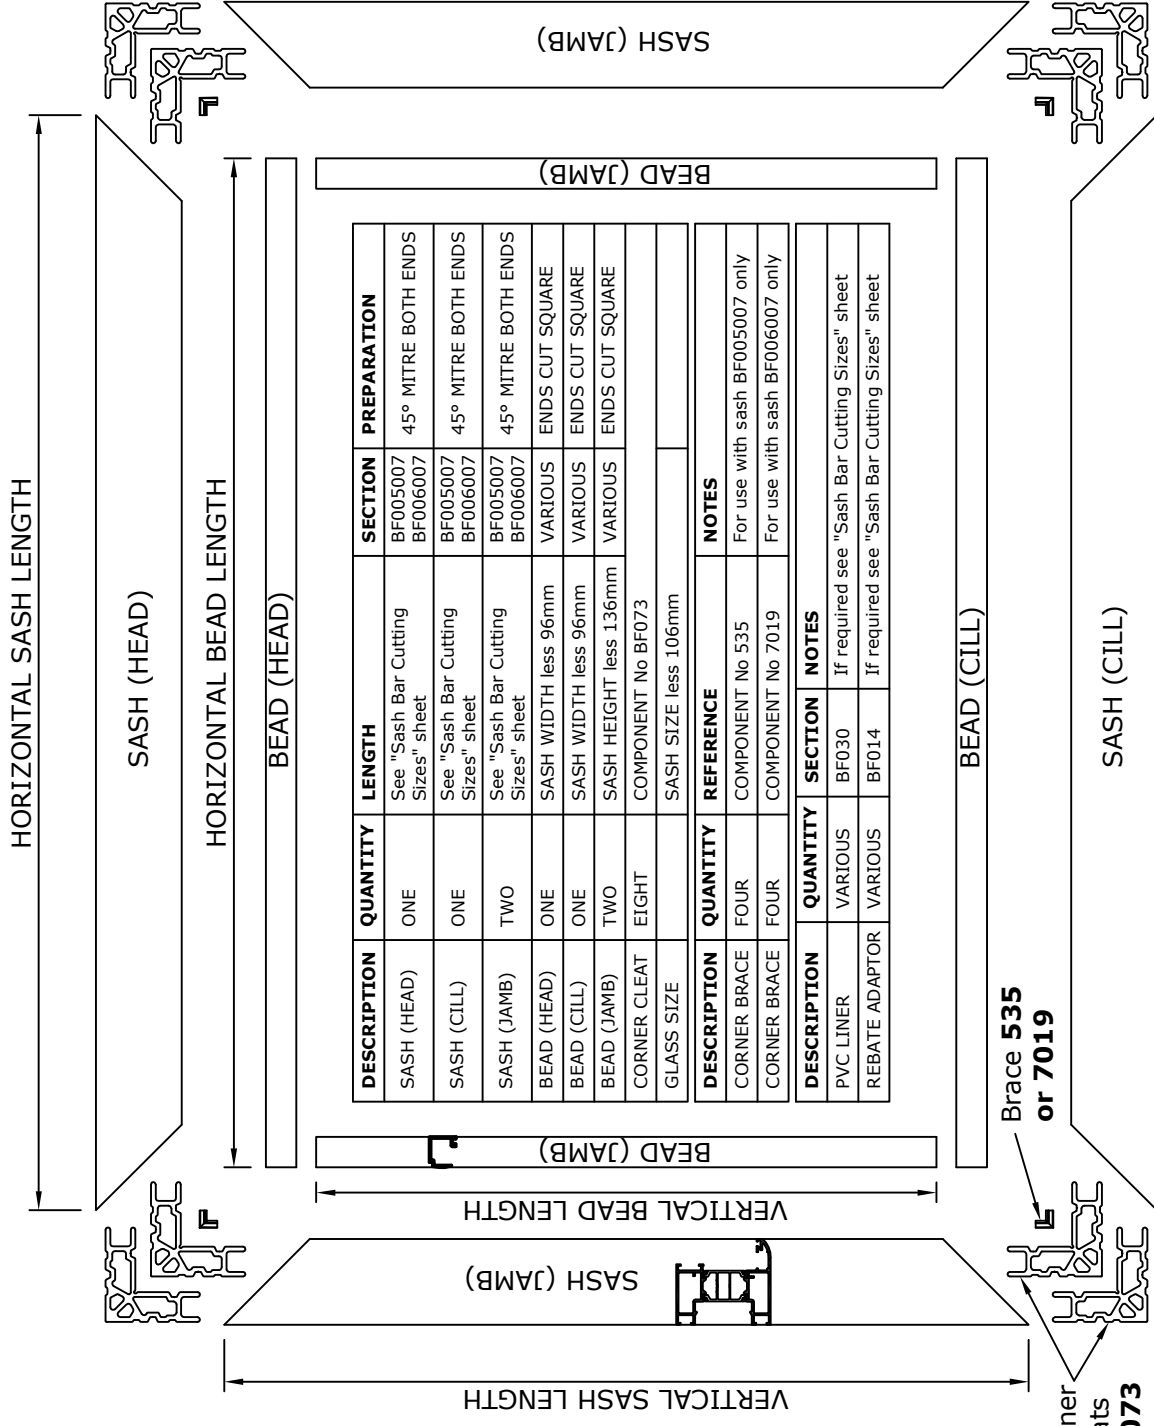 HORIZONTAL SASH LENGTH
SASH (HEAD)
HORIZONTAL BEAD LENGTH
BEAD (HEAD)
SASH (JAMB)
BEAD (JAMB)
DESCRIPTION QUANTITY LENGTH SECTION PREPARATION
SASH (HEAD) ONE See "Sash Bar Cutting Sizes" sheet BF005007 BF006007 45° MITRE BOTH ENDS
SASH (CILL) ONE See "Sash Bar Cutting Sizes" sheet BF005007 BF006007 45° MITRE BOTH ENDS
SASH (JAMB) TWO See "Sash Bar Cutting Sizes" sheet BF005007 BF006007 45° MITRE BOTH ENDS
BEAD (HEAD) ONE SASH WIDTH less 96mm VARIOUS ENDS CUT SQUARE
BEAD (CILL) ONE SASH WIDTH less 96mm VARIOUS ENDS CUT SQUARE
BEAD (JAMB) TWO SASH HEIGHT less 136mm VARIOUS ENDS CUT SQUARE
CORNER CLEAT EIGHT COMPONENT No BF073
GLASS SIZE SASH SIZE less 106mm
DESCRIPTION QUANTITY REFERENCE NOTES
CORNER BRACE FOUR COMPONENT No 535 For use with sash BF005007 only
CORNER BRACE FOUR COMPONENT No 7019 For use with sash BF006007 only
DESCRIPTION QUANTITY SECTION NOTES
PVC LINER VARIOUS BF030 If required see "Sash Bar Cutting Sizes" sheet
REBATE ADAPTOR VARIOUS BF014 If required see "Sash Bar Cutting Sizes" sheet
BEAD (JAMB)
VERTICAL BEAD LENGTH
SASH (JAMB)
VERTICAL SASH LENGTH
BEAD (CILL)
SASH (CILL)
Brace 535
or 7019